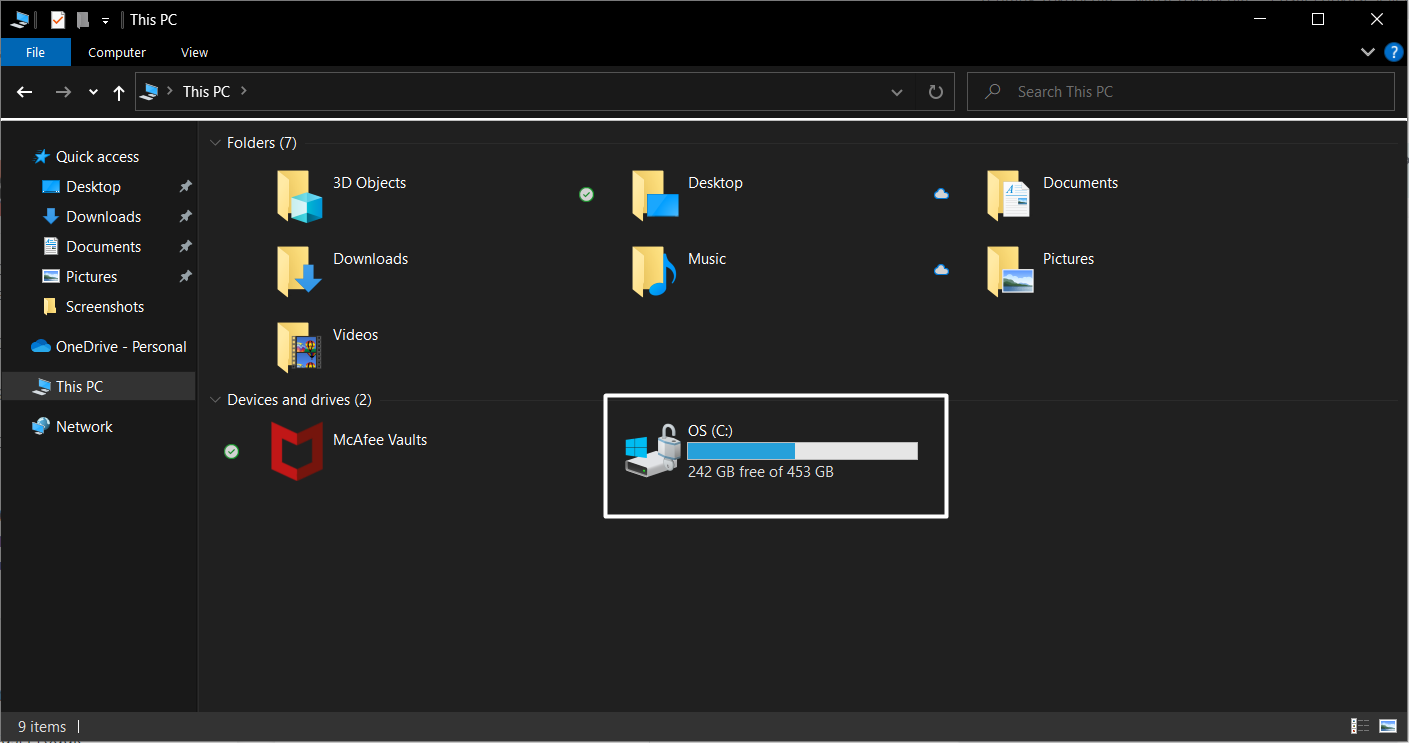 This PC
File Computer View ?
This PC
Search This PC
Quick access
Desktop
Downloads
Documents
Pictures
Screenshots
OneDrive - Personal
This PC
Network
Folders (7)
3D Objects
Desktop
Documents
Downloads
Music
Pictures
Videos
Devices and drives (2)
McAfee Vaults
OS (C:)
242 GB free of 453 GB
9 items